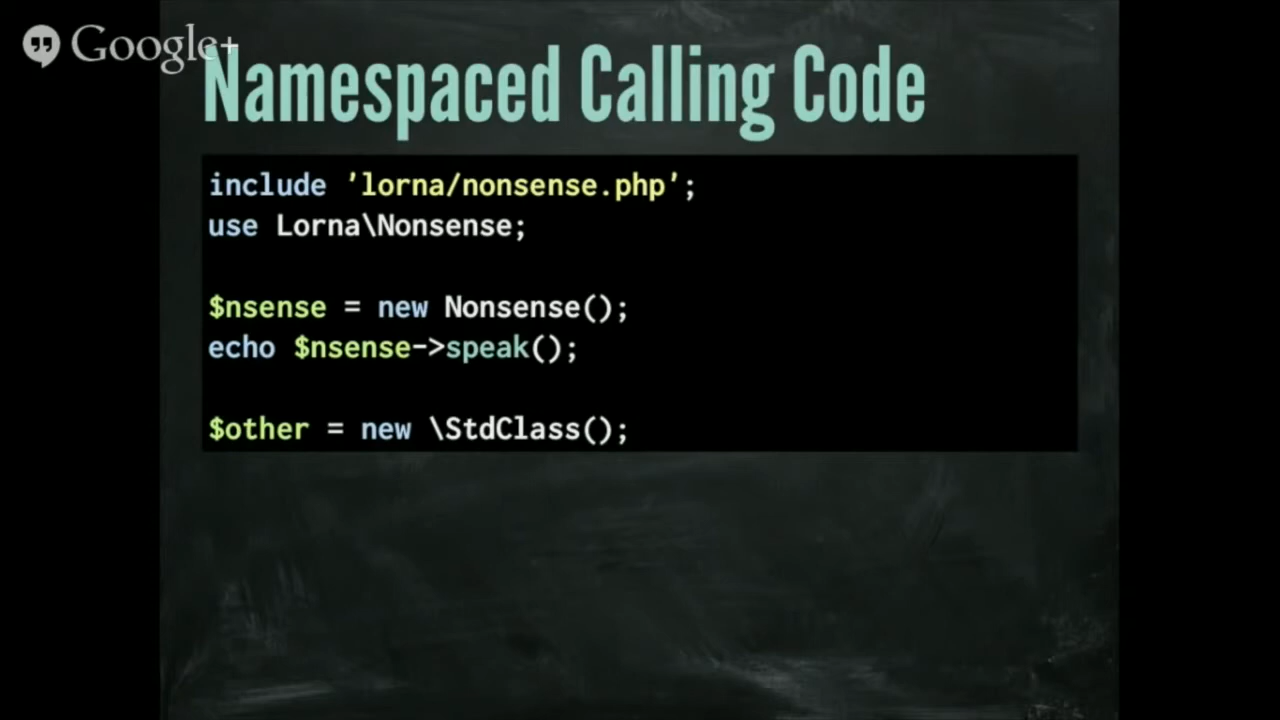 Google+
Namespaced Calling Code
include 'lorna/nonsense.php';
use Lorna\Nonsense;
$nsense = new Nonsense();
echo $nsense->speak();
$other = new \StdClass();